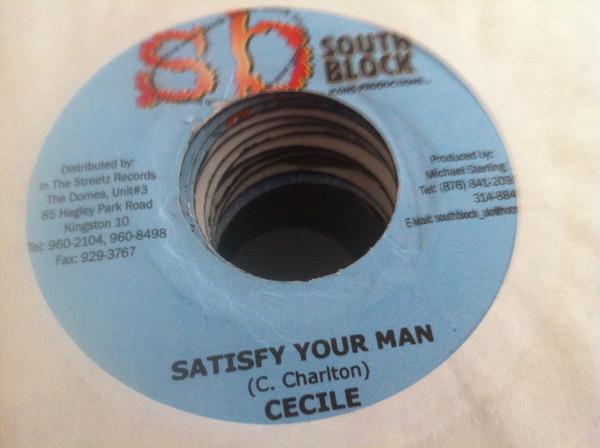 sb
SOUTH
BLOCK
Distributed by:
In The Streetz Records
The Domes, Unit#3
85 Hagley Park Road
Kingston 10
Tel: 960-2104, 960-8498
Fax: 929-3767
Produced by:
Michael Sterling
Tel: (876) 841-209
314-884
E-Mail:
SATISFY YOUR MAN
(C. Charlton)
CECILE